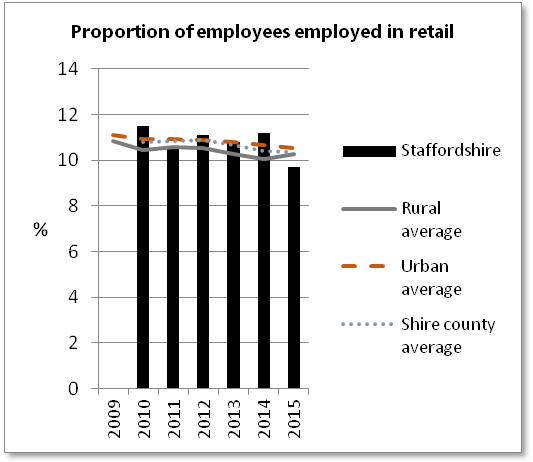 Proportion of employees employed in retail
14
12
10
8
6
4
2
0
%
2009
2010
2011
2012
2013
2014
2015
Staffordshire
Rural
average
Urban
average
Shire county
average